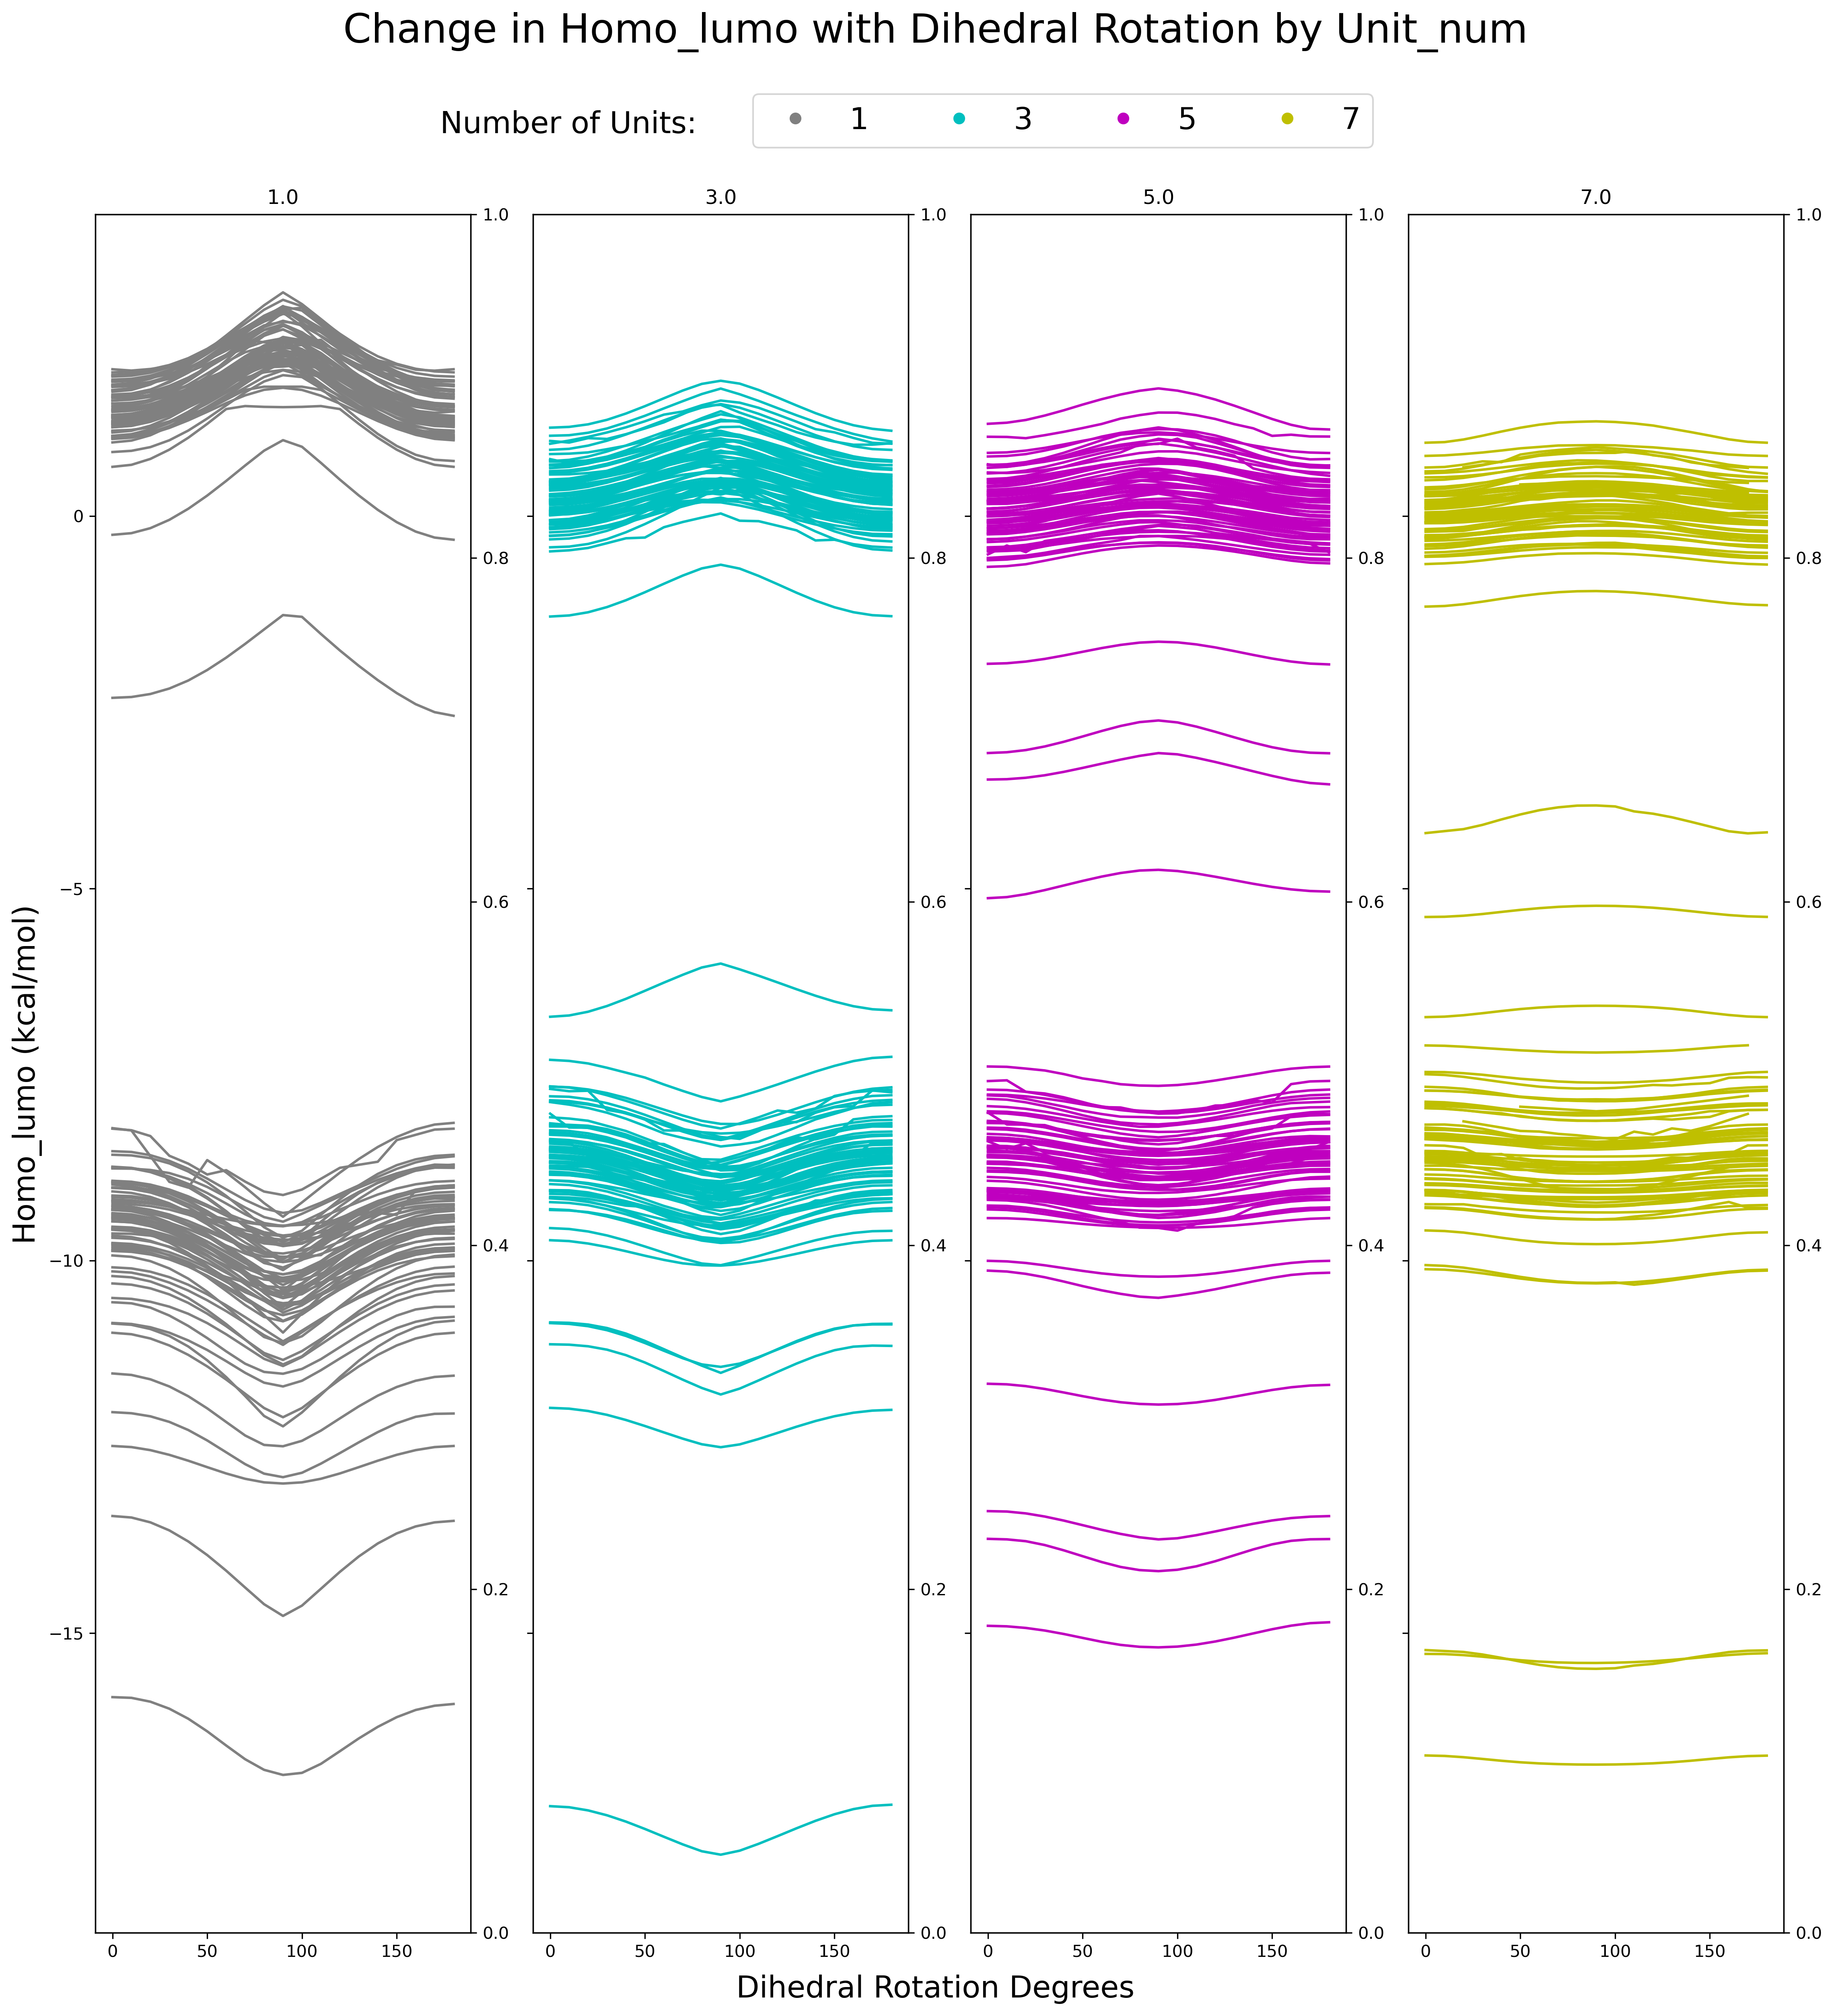 Change in Homo_lumo with Dihedral Rotation by Unit_num
Number of Units: 1 3 5 7
1.0 3.0 5.0 7.0
1.0 1.0 1.0 1.0
0
0.8 0.8 0.8 0.8
−5
0.6 0.6 0.6 0.6
Homo_lumo (kcal/mol)
0.4 0.4 0.4 0.4
−10
0.2 0.2 0.2 0.2
−15
0.0 0.0 0.0 0.0
0 50 100 150 0 50 100 150 0 50 100 150 0 50 100 150
Dihedral Rotation Degrees